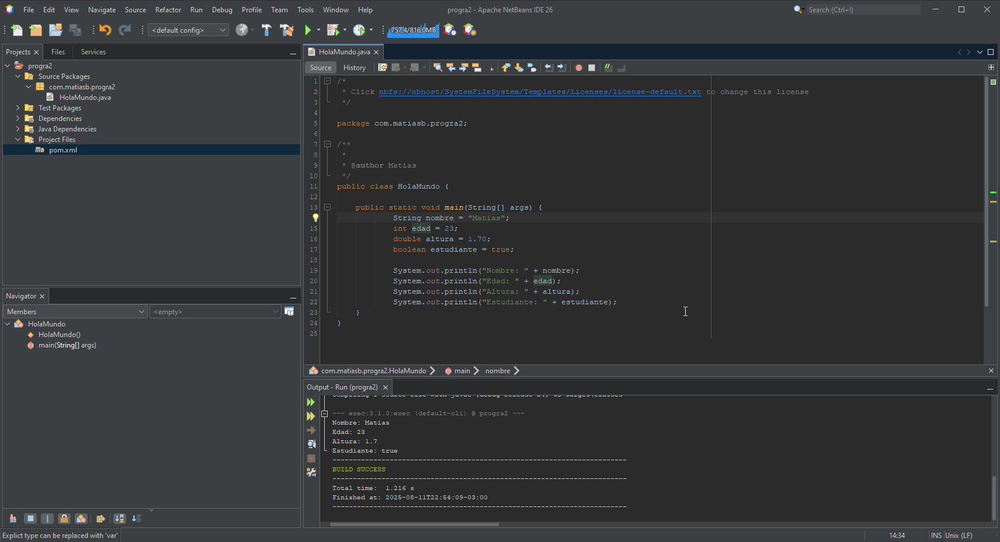 File Edit View Navigate Source Refactor Run Debug Profile Team Tools Window Help
progra2 - Apache NetBeans IDE 26
Search (Ctrl+I)
<default config>
757,4/816,0MB
Projects Files Services
progra2
Source Packages
com.matiasb.progra2
HolaMundo.java
Test Packages
Dependencies
Java Dependencies
Project Files
pom.xml
Navigator
Members
<empty>
HolaMundo
HolaMundo()
main(String[] args)
HolaMundo.java
Source History
1 /*
2 * Click nbfs://nbhost/SystemFileSystem/Templates/Licenses/license-default.txt to change this license
3 */
4
5 package com.matiasb.progra2;
6
7 /**
8 *
9 * @author Matias
10 */
11 public class HolaMundo {
12
13 public static void main(String[] args) {
String nombre = "Matias";
15 int edad = 23;
16 double altura = 1.70;
17 boolean estudiante = true;
18
19 System.out.println("Nombre: " + nombre);
20 System.out.println("Edad: " + edad);
21 System.out.println("Altura: " + altura);
22 System.out.println("Estudiante: " + estudiante);
23 }
24 }
25
com.matiasb.progra2.HolaMundo main nombre
Output - Run (progra2)
--- exec:3.1.0:exec (default-cli) @ progra2 ---
Nombre: Matias
Edad: 23
Altura: 1.7
Estudiante: true
------------------------------------------------------------------------
BUILD SUCCESS
------------------------------------------------------------------------
Total time:  1.216 s
Finished at: 2025-08-11T22:54:09-03:00
------------------------------------------------------------------------
Explict type can be replaced with 'var'
14:34 INS Unix (LF)